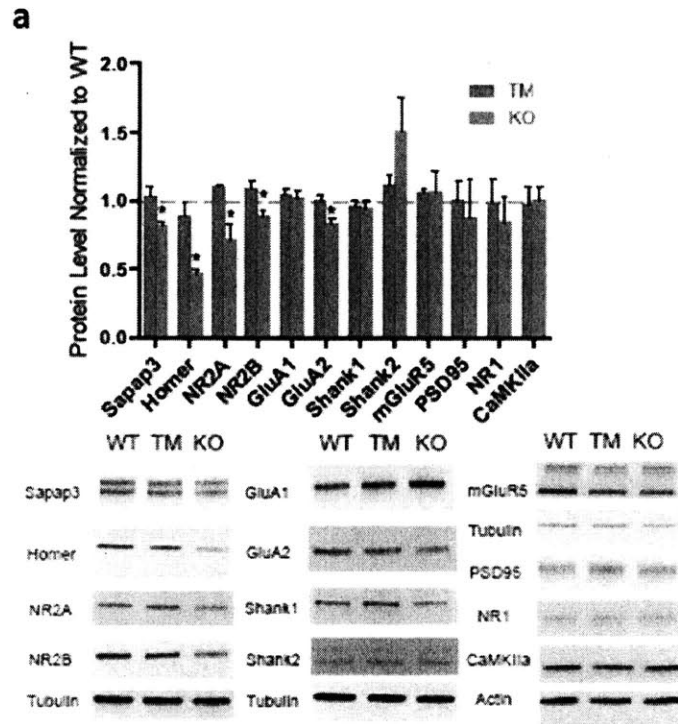 a
Protein Level Normalized to WT
2.0
1.5
1.0
0.5
0.0
TM
KO
Sapap3
Homer
NR2A
NR2B
GluA1
GluA2
Shank1
Shank2
mGluR5
PSD95
NR1
CaMKIIa
* * * * *
WT TM KO
Sapap3
Homer
NR2A
NR2B
Tubulin
WT TM KO
GluA1
GluA2
Shank1
Shank2
Tubulin
WT TM KO
mGluR5
Tubulin
PSD95
NR1
CaMKIIa
Actin